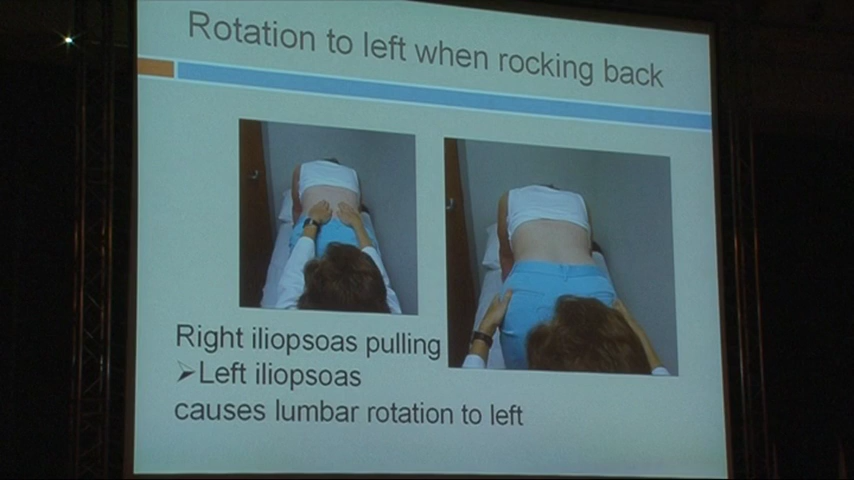 Rotation to left when rocking back
Right iliopsoas pulling
➢Left iliopsoas
causes lumbar rotation to left